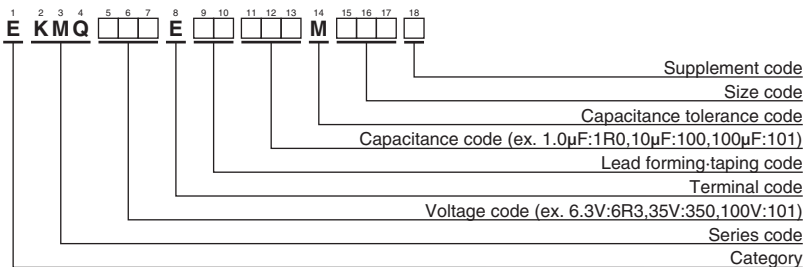 1 2 3 4 5 6 7 8 9 10 11 12 13 14 15 16 17 18
E KMQ E M
Supplement code
Size code
Capacitance tolerance code
Capacitance code (ex. 1.0µF:1R0,10µF:100,100µF:101)
Lead forming·taping code
Terminal code
Voltage code (ex. 6.3V:6R3,35V:350,100V:101)
Series code
Category